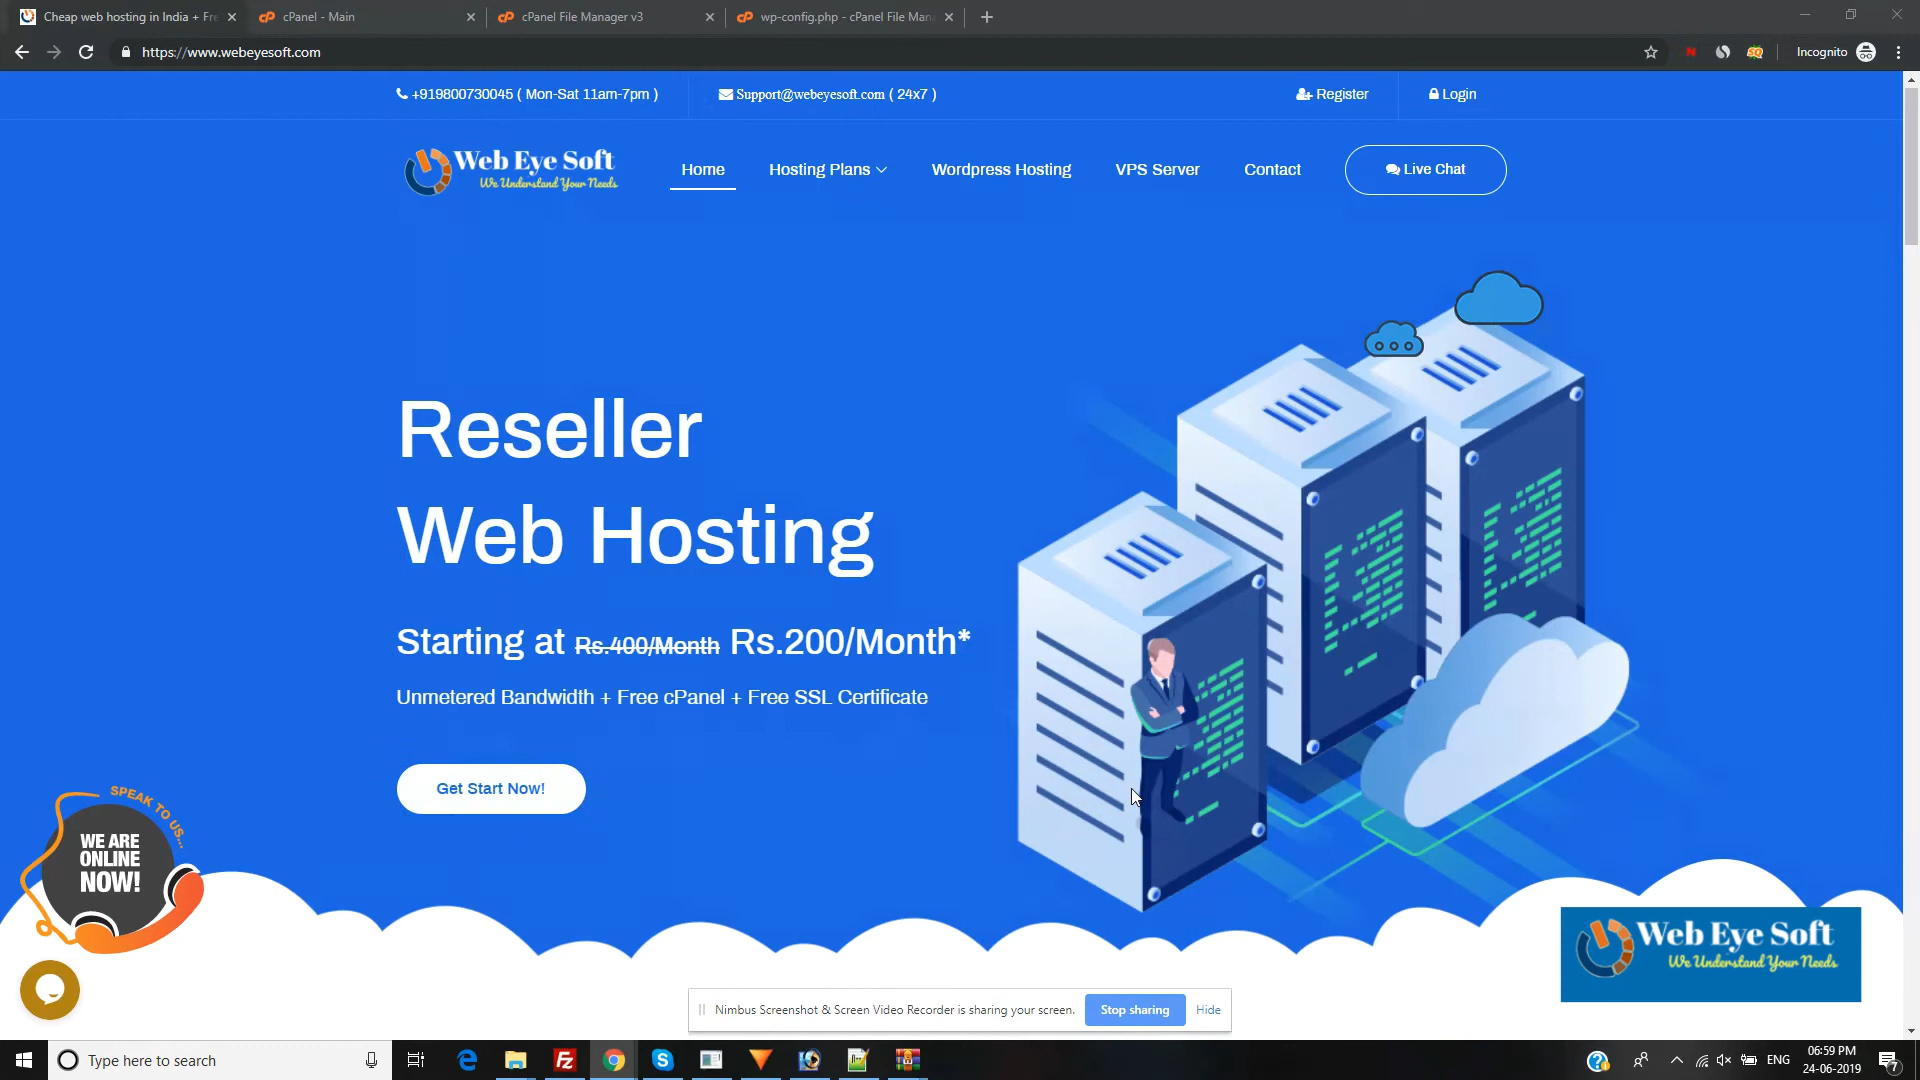 Cheap web hosting in India + Fre
cPanel - Main
cPanel File Manager v3
wp-config.php - cPanel File Mana
https://www.webeyesoft.com
Incognito
+919800730045 ( Mon-Sat 11am-7pm )
Support@webeyesoft.com ( 24x7 )
Register
Login
Web Eye Soft
We Understand Your Needs
Home
Hosting Plans
Wordpress Hosting
VPS Server
Contact
Live Chat
Reseller
Web Hosting
Starting at Rs.400/Month Rs.200/Month*
Unmetered Bandwidth + Free cPanel + Free SSL Certificate
Get Start Now!
SPEAK TO US...
WE ARE
ONLINE
NOW!
Web Eye Soft
We Understand Your Needs
Nimbus Screenshot & Screen Video Recorder is sharing your screen.
Stop sharing
Hide
Type here to search
ENG
06:59 PM
24-06-2019
7